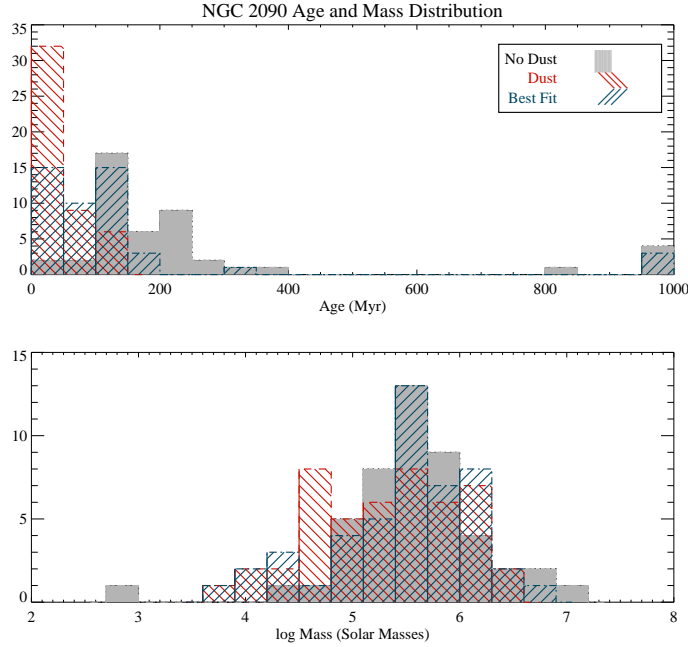 NGC 2090 Age and Mass Distribution
35
30
25
20
15
10
5
0
No Dust
Dust
Best Fit
0 200 400 600 800 1000
Age (Myr)
15
10
5
0
2 3 4 5 6 7 8
log Mass (Solar Masses)